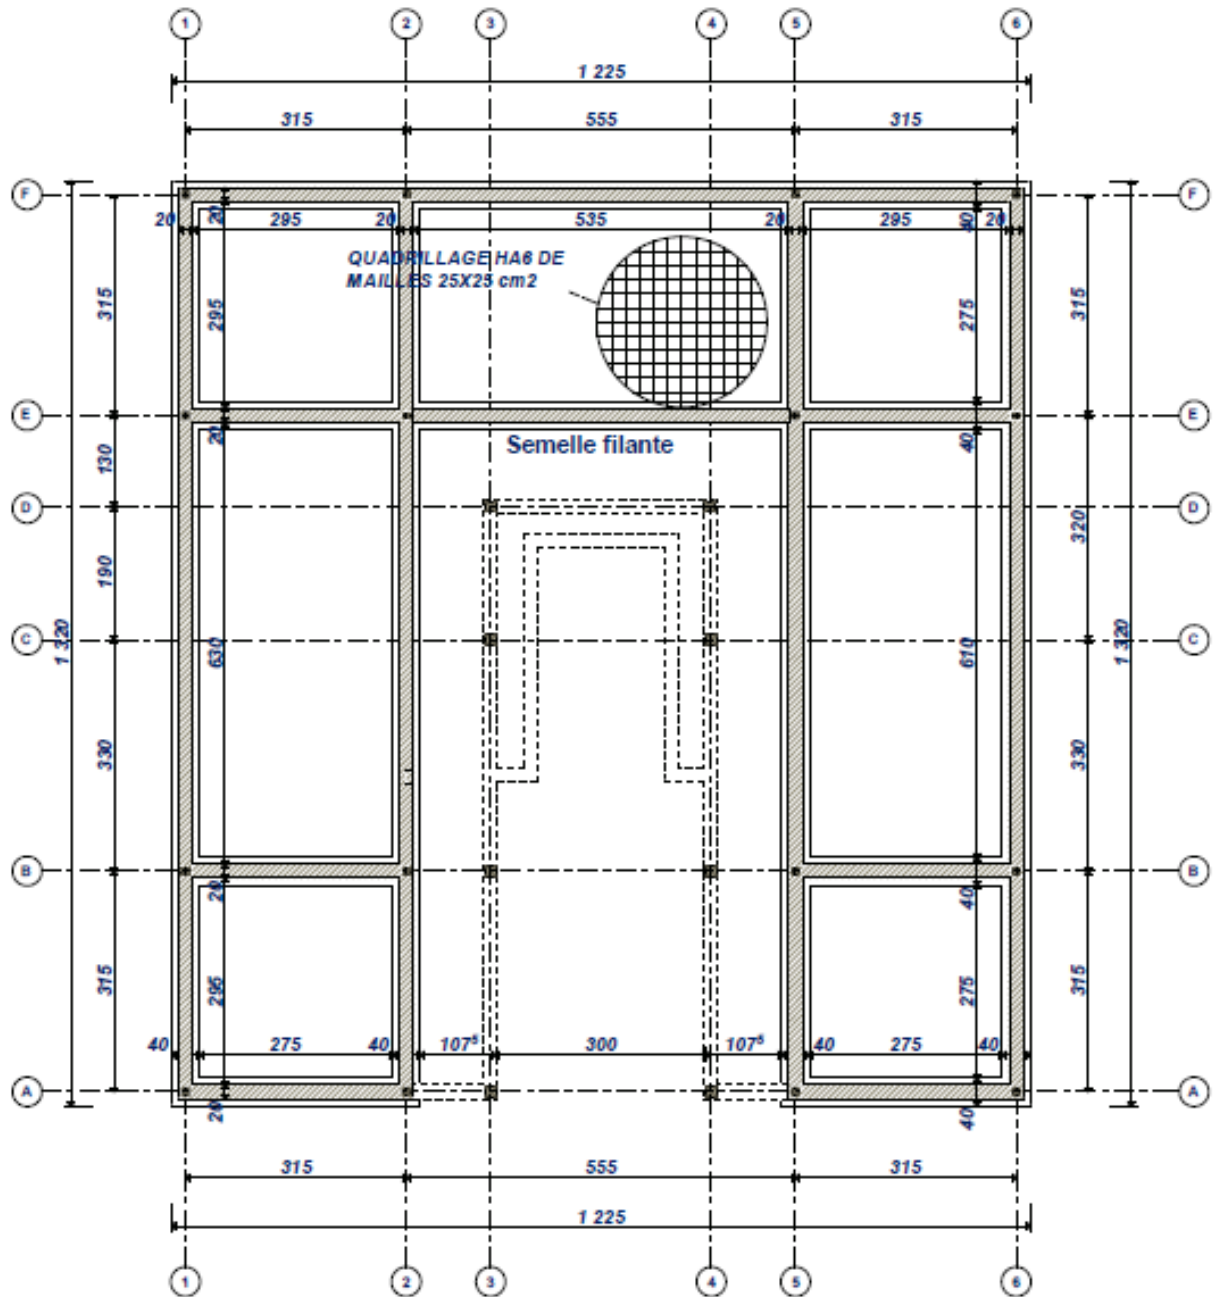 1 2 3 4 5 6
1 225
315 555 315
F F
20 295 20 535 20 295 20
20 40
QUADRILLAGE HA6 DE
MAILLES 25X25 cm2
315 295 275 315
E E
20 40
Semelle filante
130
D D
320
190
C C
1 320 630 610 1 320
330 330
B B
20 40
315 295 275 315
40 275 40 107⁵ 300 107⁵ 40 275 40
A A
20 40
315 555 315
1 225
1 2 3 4 5 6